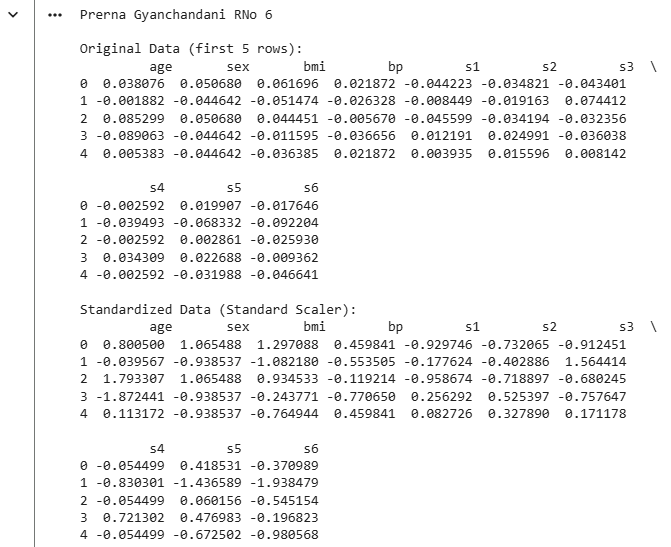 Prerna Gyanchandani RNo 6
Original Data (first 5 rows):
age sex bmi bp s1 s2 s3 \
0 0.038076 0.050680 0.061696 0.021872 -0.044223 -0.034821 -0.043401
1 -0.001882 -0.044642 -0.051474 -0.026328 -0.008449 -0.019163 0.074412
2 0.085299 0.050680 0.044451 -0.005670 -0.045599 -0.034194 -0.032356
3 -0.089063 -0.044642 -0.011595 -0.036656 0.012191 0.024991 -0.036038
4 0.005383 -0.044642 -0.036385 0.021872 0.003935 0.015596 0.008142
s4 s5 s6
0 -0.002592 0.019907 -0.017646
1 -0.039493 -0.068332 -0.092204
2 -0.002592 0.002861 -0.025930
3 0.034309 0.022688 -0.009362
4 -0.002592 -0.031988 -0.046641
Standardized Data (Standard Scaler):
age sex bmi bp s1 s2 s3 \
0 0.800500 1.065488 1.297088 0.459841 -0.929746 -0.732065 -0.912451
1 -0.039567 -0.938537 -1.082180 -0.553505 -0.177624 -0.402886 1.564414
2 1.793307 1.065488 0.934533 -0.119214 -0.958674 -0.718897 -0.680245
3 -1.872441 -0.938537 -0.243771 -0.770650 0.256292 0.525397 -0.757647
4 0.113172 -0.938537 -0.764944 0.459841 0.082726 0.327890 0.171178
s4 s5 s6
0 -0.054499 0.418531 -0.370989
1 -0.830301 -1.436589 -1.938479
2 -0.054499 0.060156 -0.545154
3 0.721302 0.476983 -0.196823
4 -0.054499 -0.672502 -0.980568